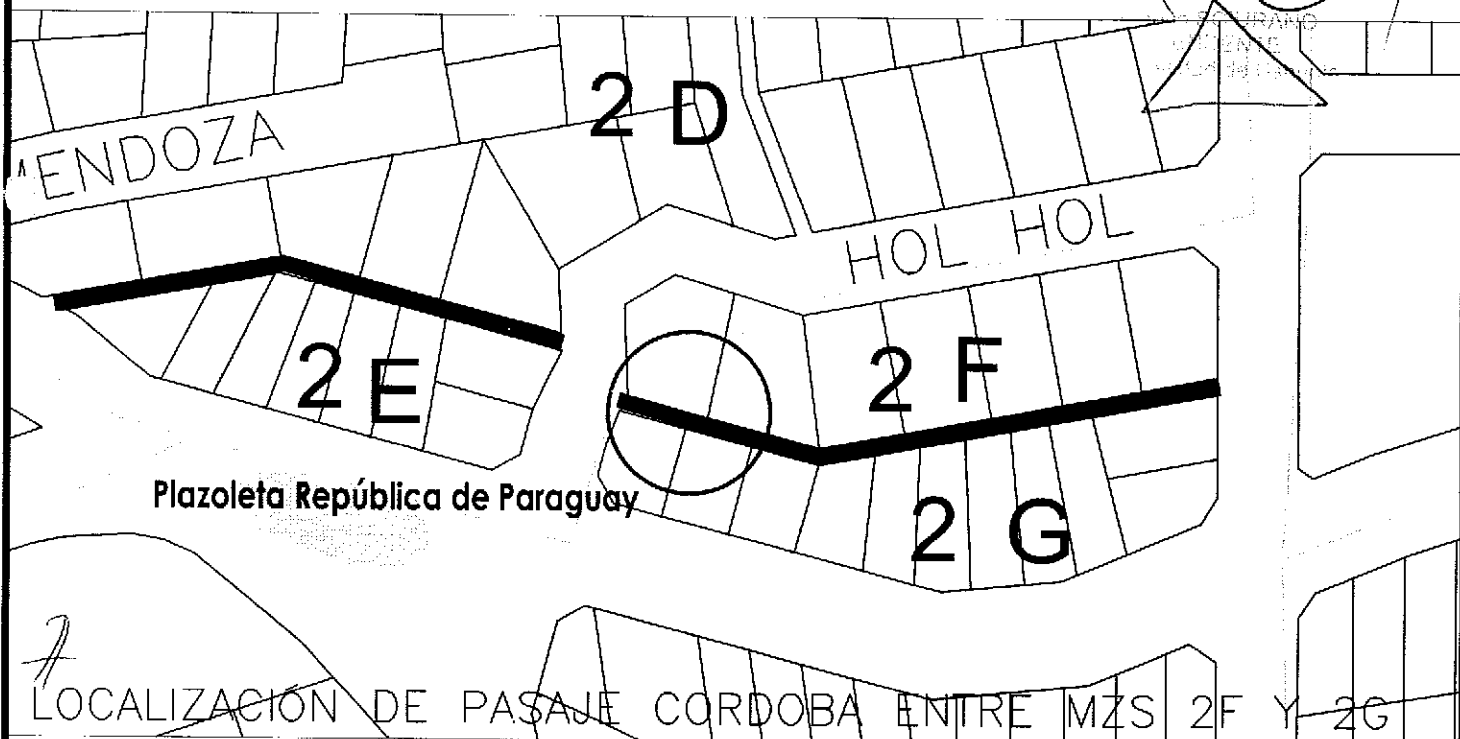 2 D
MENDOZA
HOL HOL
2 E
2 F
Plazoleta República de Paraguay
2 G
LOCALIZACIÓN DE PASAJE CORDOBA ENTRE MZS 2F Y 2G